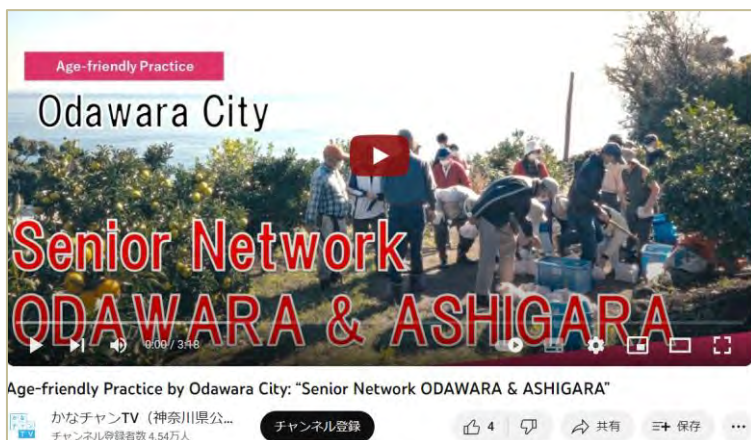 Age-friendly Practice
Odawara City
Senior Network
ODAWARA & ASHIGARA
0:00 / 3:18
Age-friendly Practice by Odawara City: “Senior Network ODAWARA & ASHIGARA”
かなチャンTV（神奈川県公...
チャンネル登録者数 4.54万人
チャンネル登録
4
共有
保存